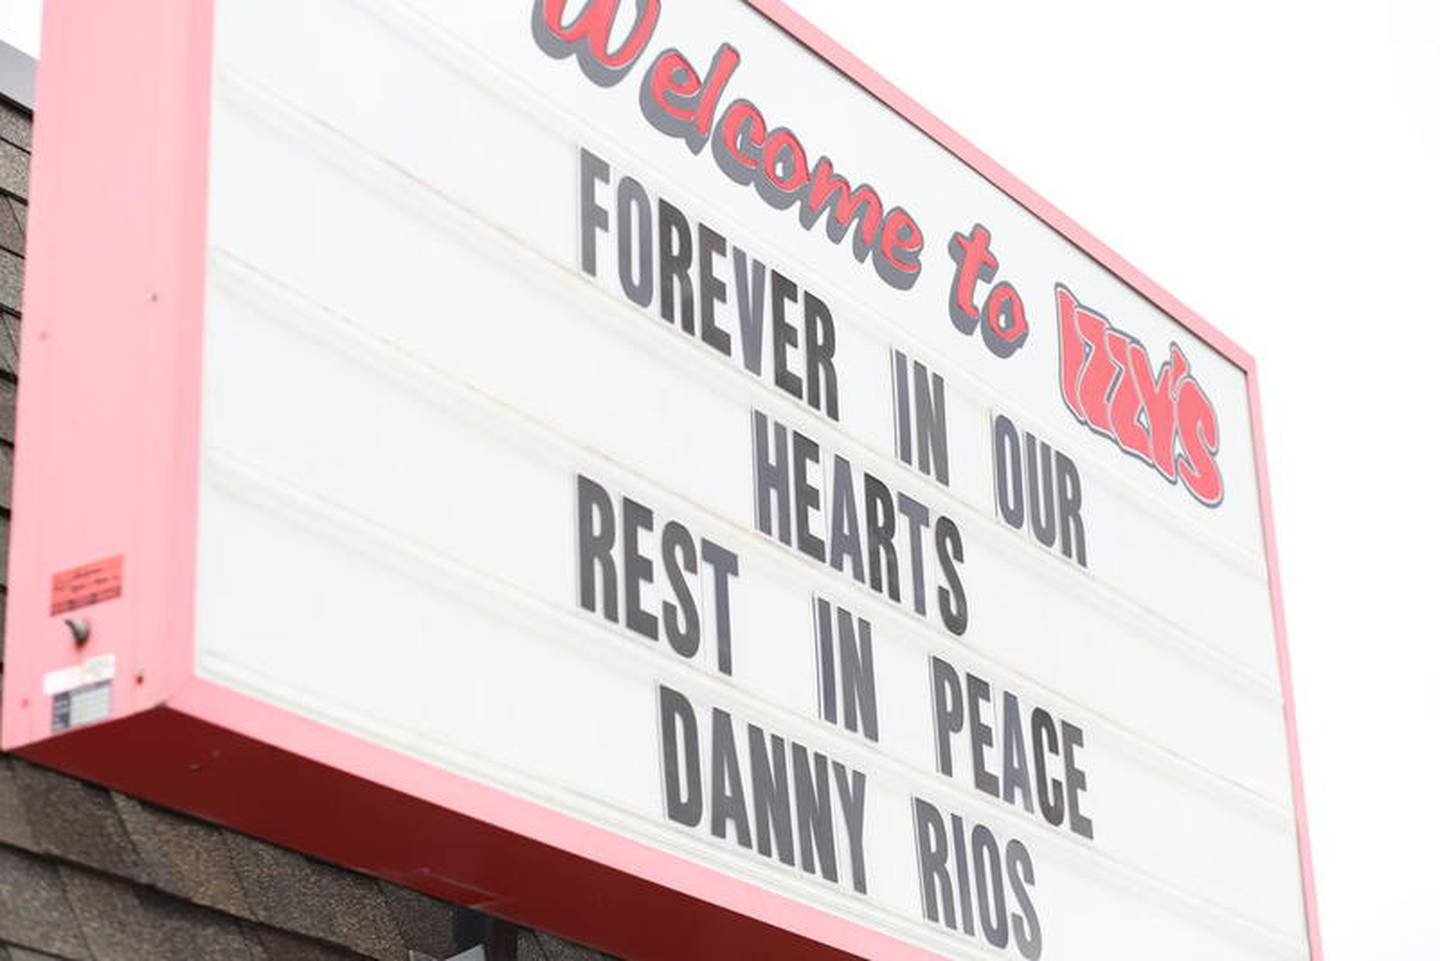 Welcome to IZZY'S
FOREVER IN OUR
HEARTS
REST IN PEACE
DANNY RIOS